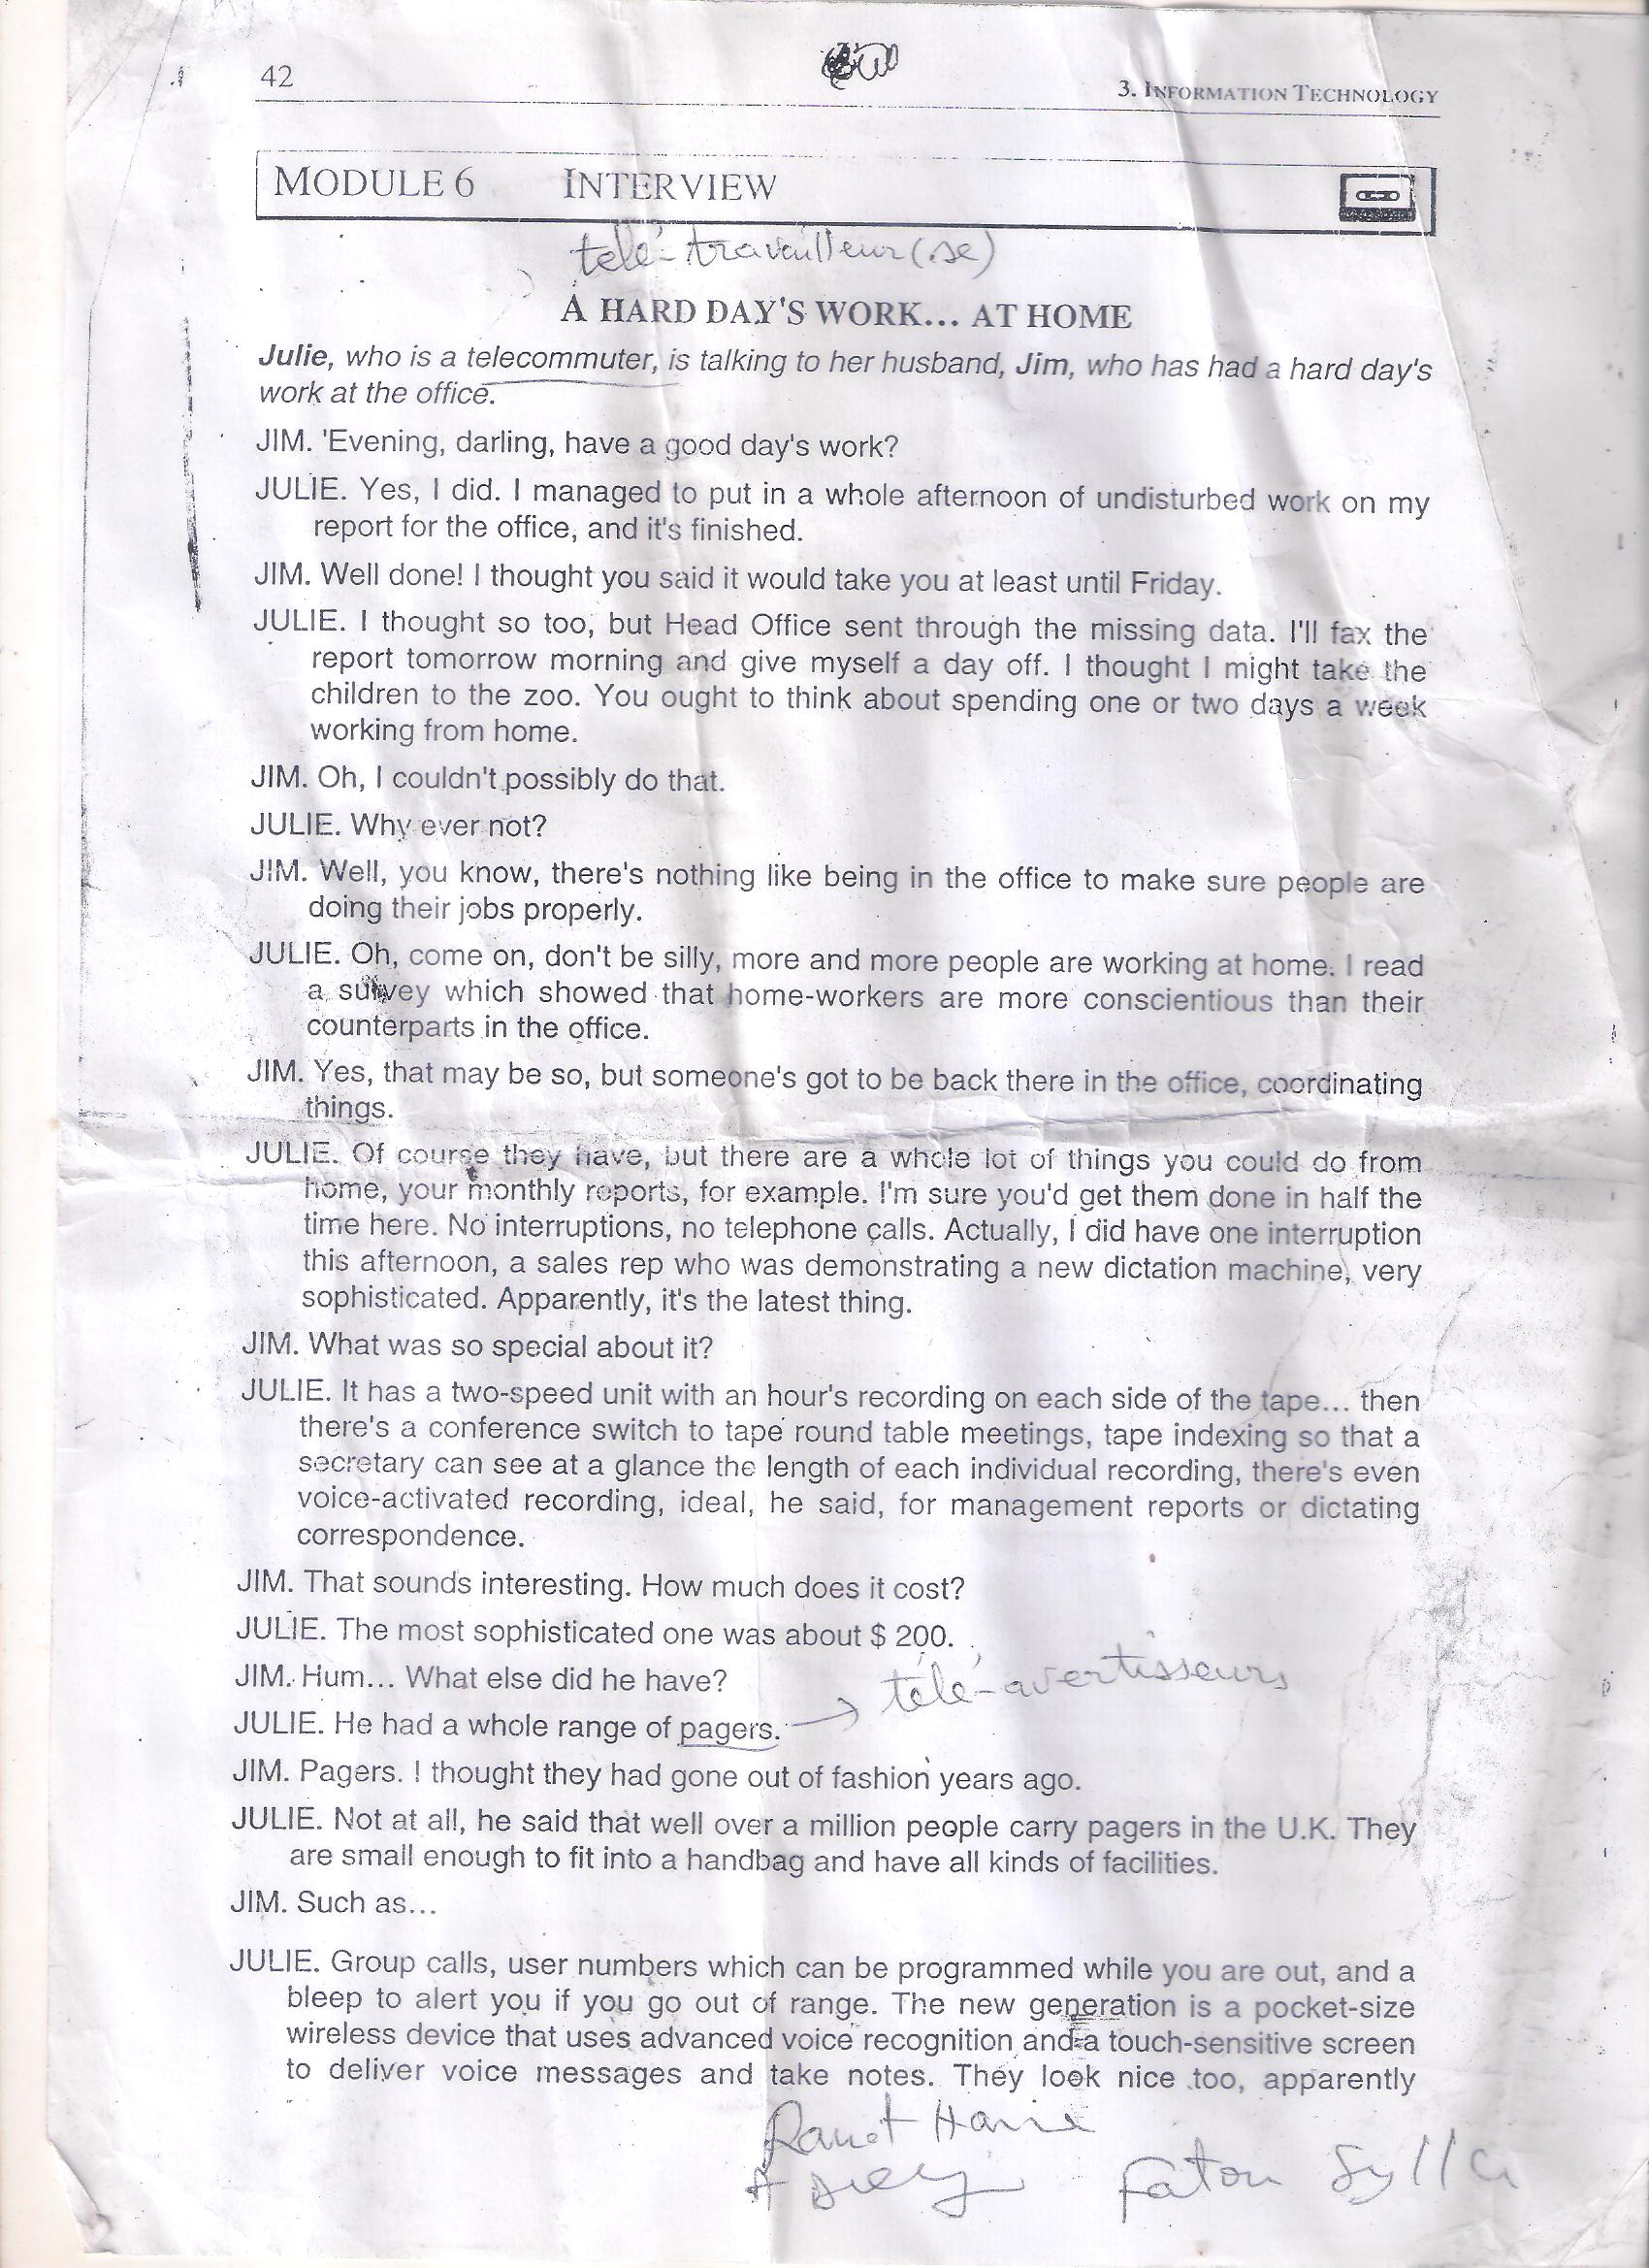 42
3. INFORMATION TECHNOLOGY
MODULE 6 INTERVIEW
télé-travailleur(se)
A HARD DAY'S WORK... AT HOME
Julie, who is a telecommuter, is talking to her husband, Jim, who has had a hard day's
work at the office.
JIM. 'Evening, darling, have a good day's work?
JULIE. Yes, I did. I managed to put in a whole afternoon of undisturbed work on my
report for the office, and it's finished.
JIM. Well done! I thought you said it would take you at least until Friday.
JULIE. I thought so too, but Head Office sent through the missing data. I'll fax the
report tomorrow morning and give myself a day off. I thought I might take the
children to the zoo. You ought to think about spending one or two days a week
working from home.
JIM. Oh, I couldn't possibly do that.
JULIE. Why ever not?
JIM. Well, you know, there's nothing like being in the office to make sure people are
doing their jobs properly.
JULIE. Oh, come on, don't be silly, more and more people are working at home. I read
a survey which showed that home-workers are more conscientious than their
counterparts in the office.
JIM. Yes, that may be so, but someone's got to be back there in the office, coordinating
things.
JULIE. Of course they have, but there are a whole lot of things you could do from
home, your monthly reports, for example. I'm sure you'd get them done in half the
time here. No interruptions, no telephone calls. Actually, I did have one interruption
this afternoon, a sales rep who was demonstrating a new dictation machine, very
sophisticated. Apparently, it's the latest thing.
JIM. What was so special about it?
JULIE. It has a two-speed unit with an hour's recording on each side of the tape... then
there's a conference switch to tape round table meetings, tape indexing so that a
secretary can see at a glance the length of each individual recording, there's even
voice-activated recording, ideal, he said, for management reports or dictating
correspondence.
JIM. That sounds interesting. How much does it cost?
JULIE. The most sophisticated one was about $ 200.
JIM. Hum... What else did he have?
télé-avertisseurs
JULIE. He had a whole range of pagers.
JIM. Pagers. I thought they had gone out of fashion years ago.
JULIE. Not at all, he said that well over a million people carry pagers in the U.K. They
are small enough to fit into a handbag and have all kinds of facilities.
JIM. Such as...
JULIE. Group calls, user numbers which can be programmed while you are out, and a
bleep to alert you if you go out of range. The new generation is a pocket-size
wireless device that uses advanced voice recognition and a touch-sensitive screen
to deliver voice messages and take notes. They look nice too, apparently
Fatou Sylla